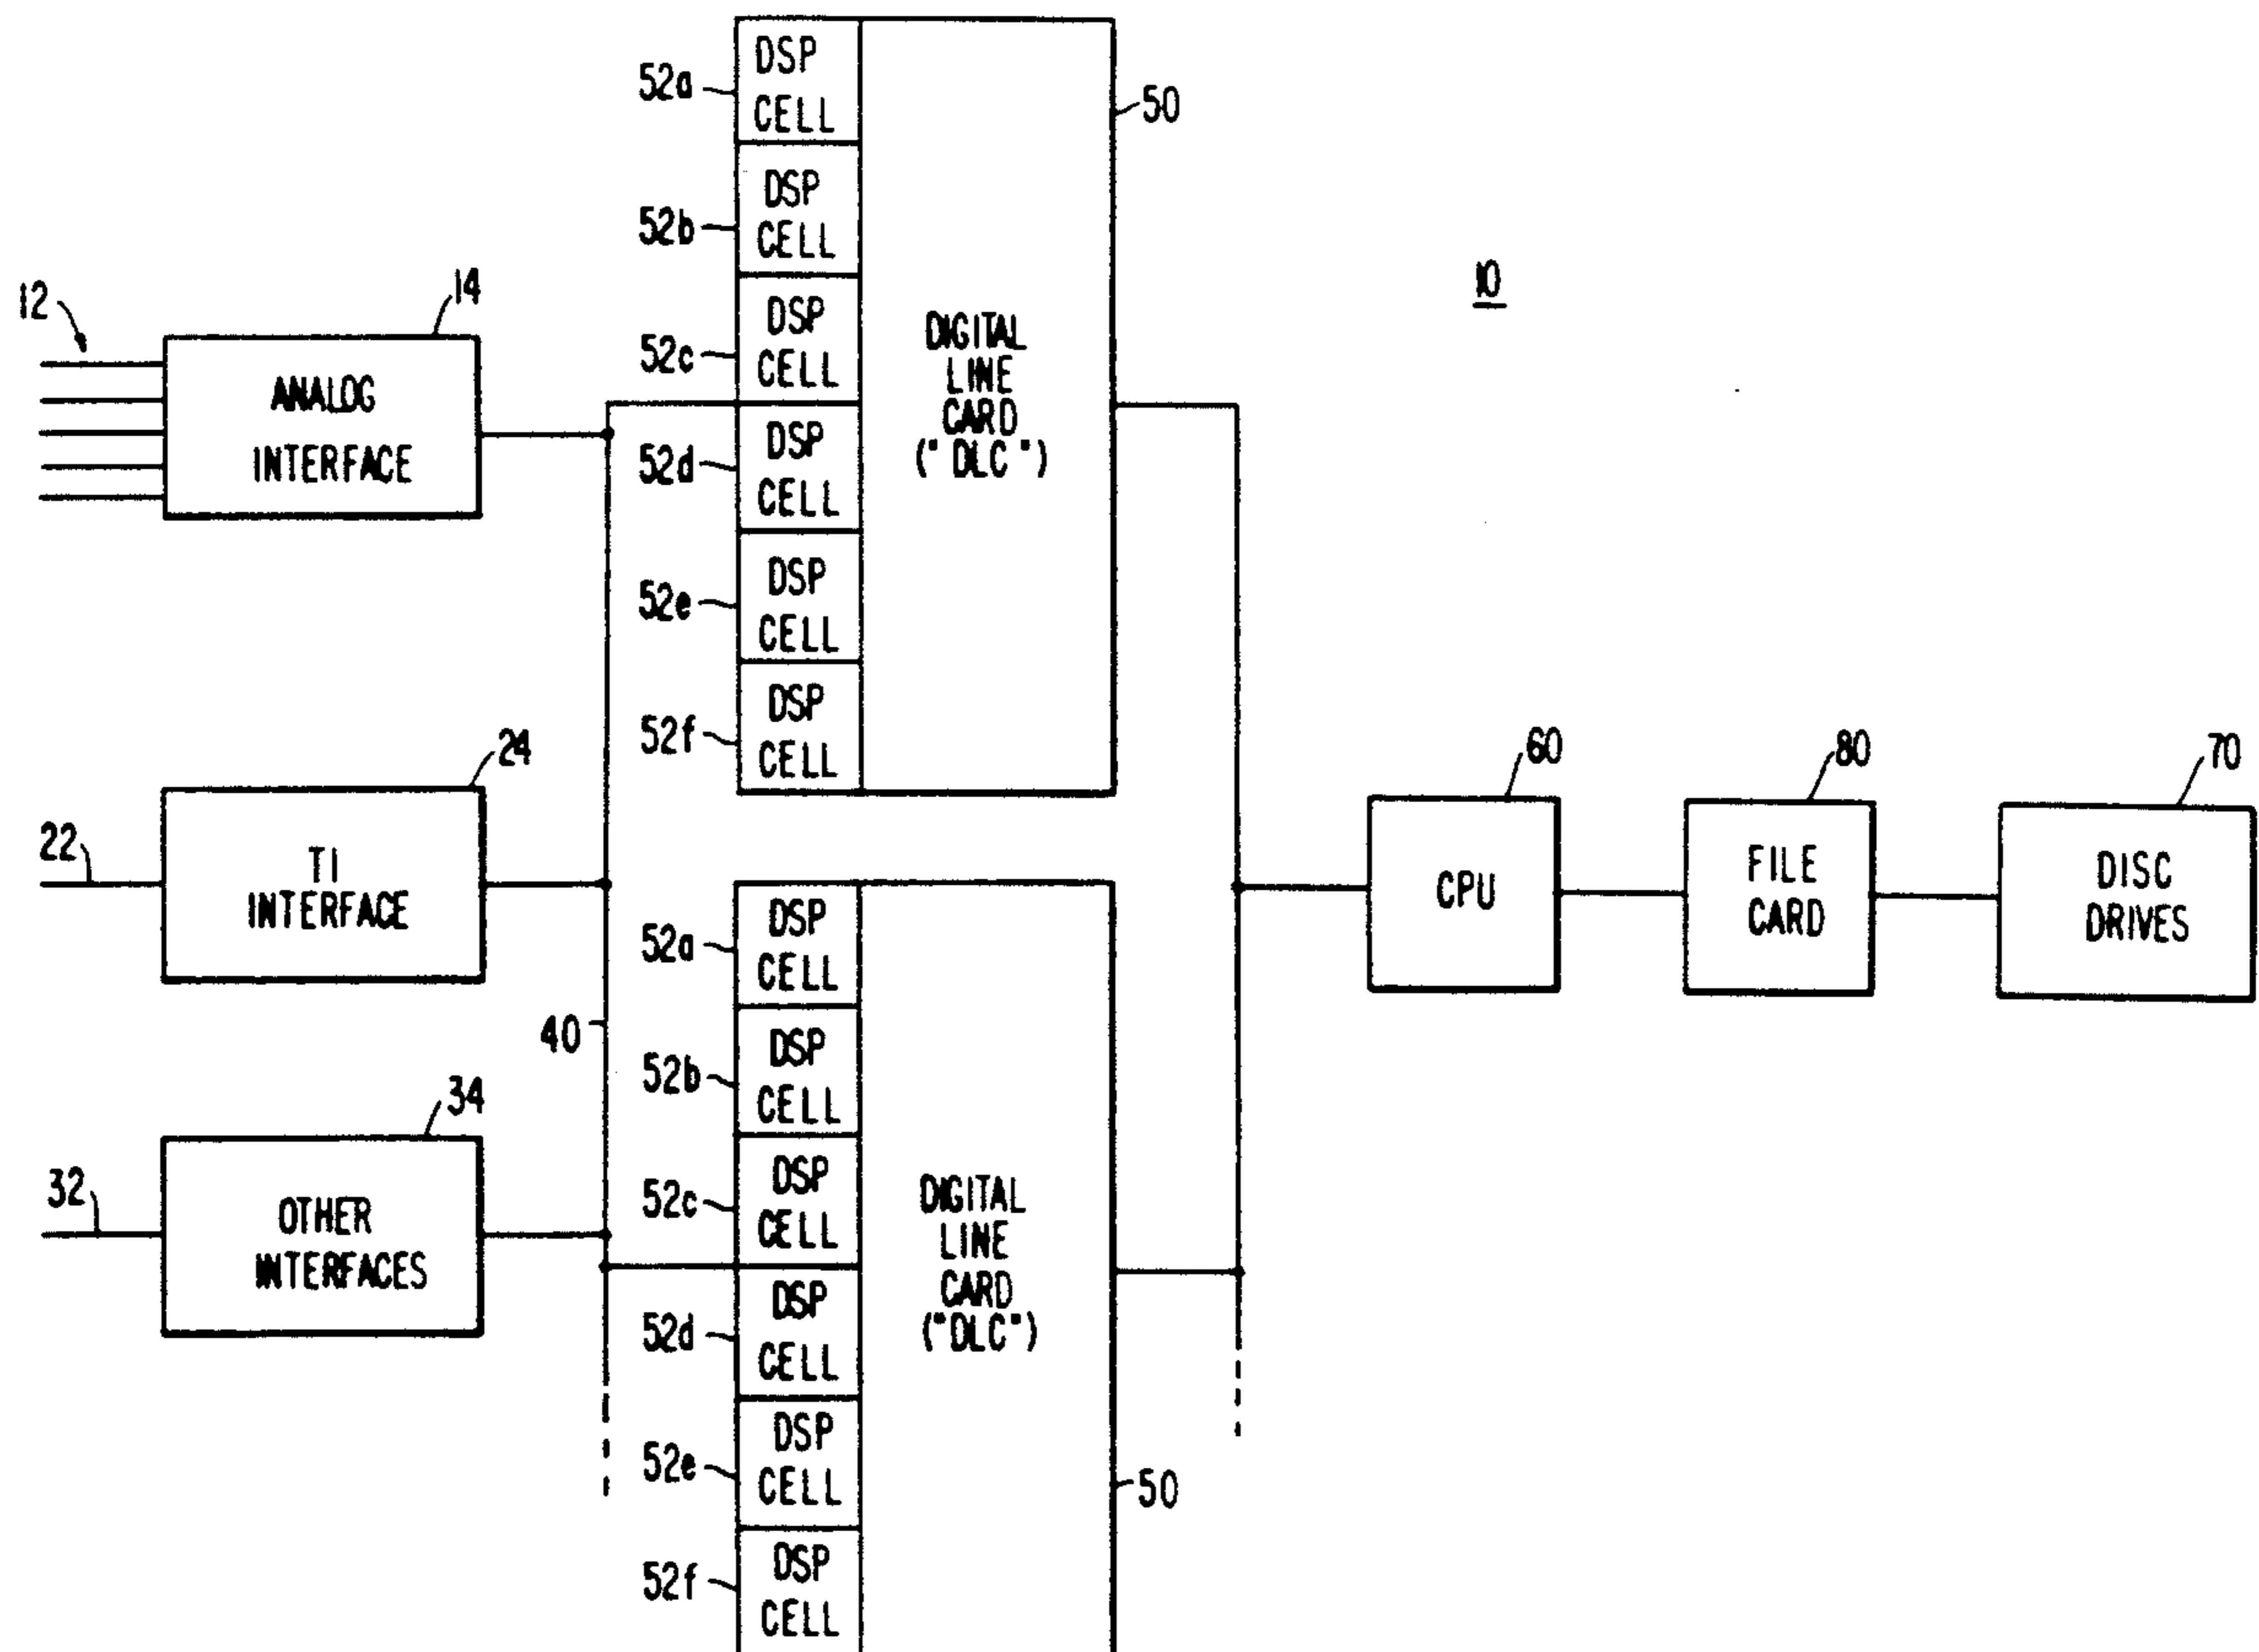 10
12
14
ANALOG
INTERFACE
22
24
T1
INTERFACE
32
34
OTHER
INTERFACES
40
52a
DSP
CELL
52b
DSP
CELL
52c
DSP
CELL
52d
DSP
CELL
52e
DSP
CELL
52f
DSP
CELL
DIGITAL
LINE
CARD
("DLC")
50
52a
DSP
CELL
52b
DSP
CELL
52c
DSP
CELL
52d
DSP
CELL
52e
DSP
CELL
52f
DSP
CELL
DIGITAL
LINE
CARD
("DLC")
50
60
CPU
80
FILE
CARD
70
DISC
DRIVES